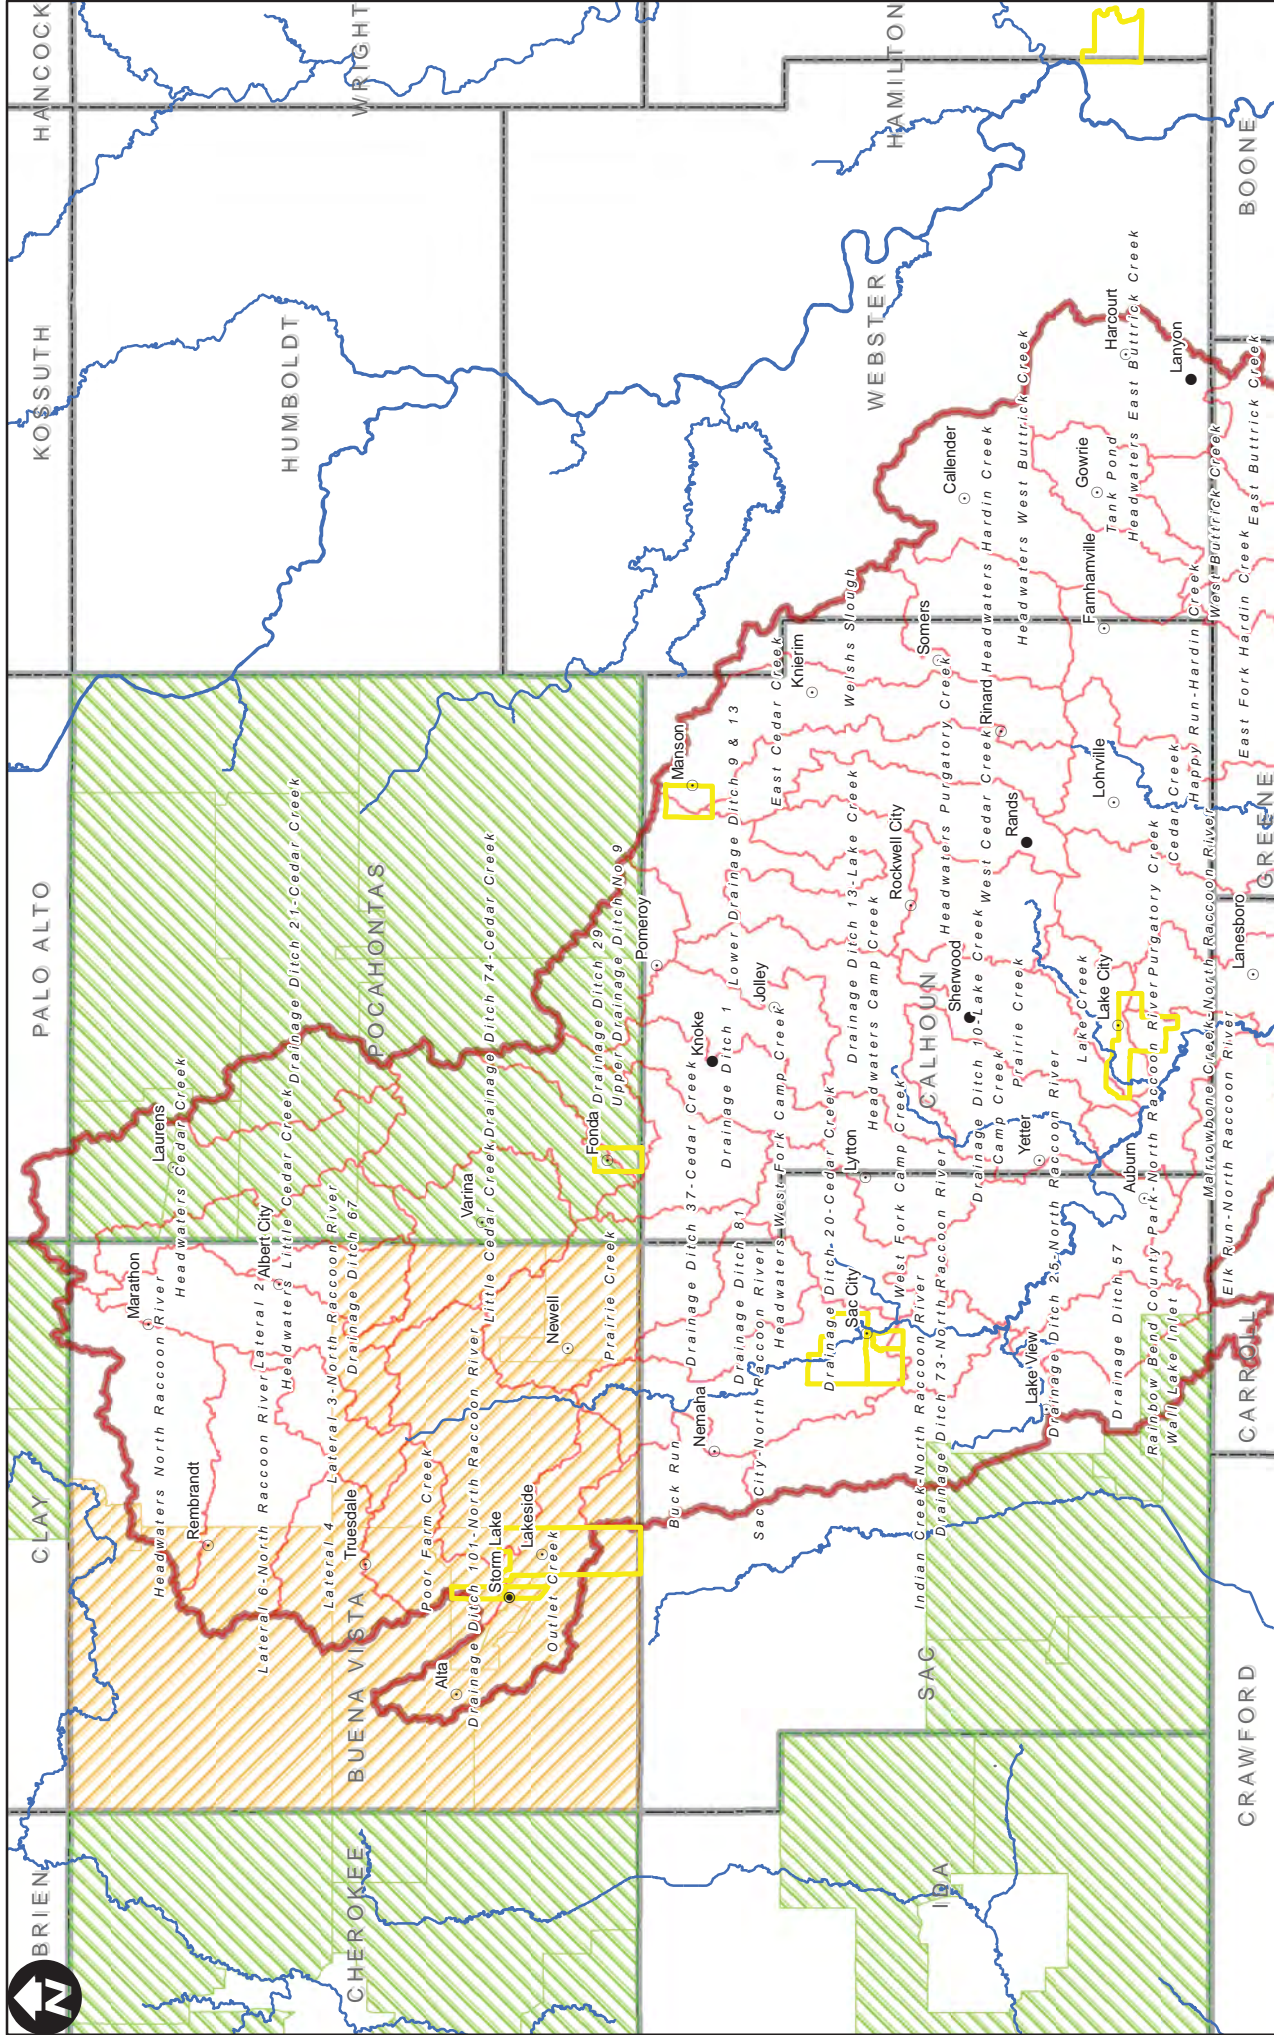 N
BRIEN
CLAY
PALO ALTO
KOSSUTH
HANCOCK
CHEROKEE
BUENA VISTA
POCAHONTAS
HUMBOLDT
WRIGHT
IDA
SAC
CALHOUN
WEBSTER
HAMILTON
CRAWFORD
CARROLL
GREENE
BOONE
Marathon
Laurens
Rembrandt
Albert City
Truesdale
Varina
Alta
Storm Lake
Lakeside
Newell
Fonda
Pomeroy
Manson
Nemaha
Knoke
Jolley
Knierim
Sac City
Lytton
Rockwell City
Somers
Callender
Sherwood
Rinard
Lake View
Yetter
Rands
Farnhamville
Gowrie
Harcourt
Auburn
Lake City
Lohrville
Lanyon
Lanesboro
Headwaters North Raccoon River
Headwaters Cedar Creek
Lateral 6-North Raccoon River
Lateral 2
Headwaters Little Cedar Creek
Drainage Ditch 21-Cedar Creek
Lateral 4
Lateral 3-North Raccoon River
Drainage Ditch 67
Poor Farm Creek
Drainage Ditch 101-North Raccoon River
Little Cedar Creek
Drainage Ditch 74-Cedar Creek
Outlet Creek
Prairie Creek
Drainage Ditch 29
Upper Drainage Ditch No 9
Buck Run
Drainage Ditch 37-Cedar Creek
Drainage Ditch 1
Lower Drainage Ditch 9 & 13
Drainage Ditch 81
Sac City-North Raccoon River
Headwaters West Fork Camp Creek
East Cedar Creek
Drainage Ditch 20-Cedar Creek
Drainage Ditch 13-Lake Creek
Welshs Slough
Headwaters Camp Creek
West Fork Camp Creek
Indian Creek-North Raccoon River
Drainage Ditch 73-North Raccoon River
Headwaters Purgatory Creek
Drainage Ditch 10-Lake Creek
West Cedar Creek
Headwaters Hardin Creek
Camp Creek
Prairie Creek
Headwaters West Buttrick Creek
Drainage Ditch 25-North Raccoon River
Lake Creek
Tank Pond
Headwaters East Buttrick Creek
Drainage Ditch 57
Rainbow Bend County Park-North Raccoon River
Purgatory Creek
Wall Lake Inlet
Cedar Creek
Happy Run-Hardin Creek
Marrowbone Creek-North Raccoon River
West Buttrick Creek
Elk Run-North Raccoon River
East Fork Hardin Creek
East Buttrick Creek